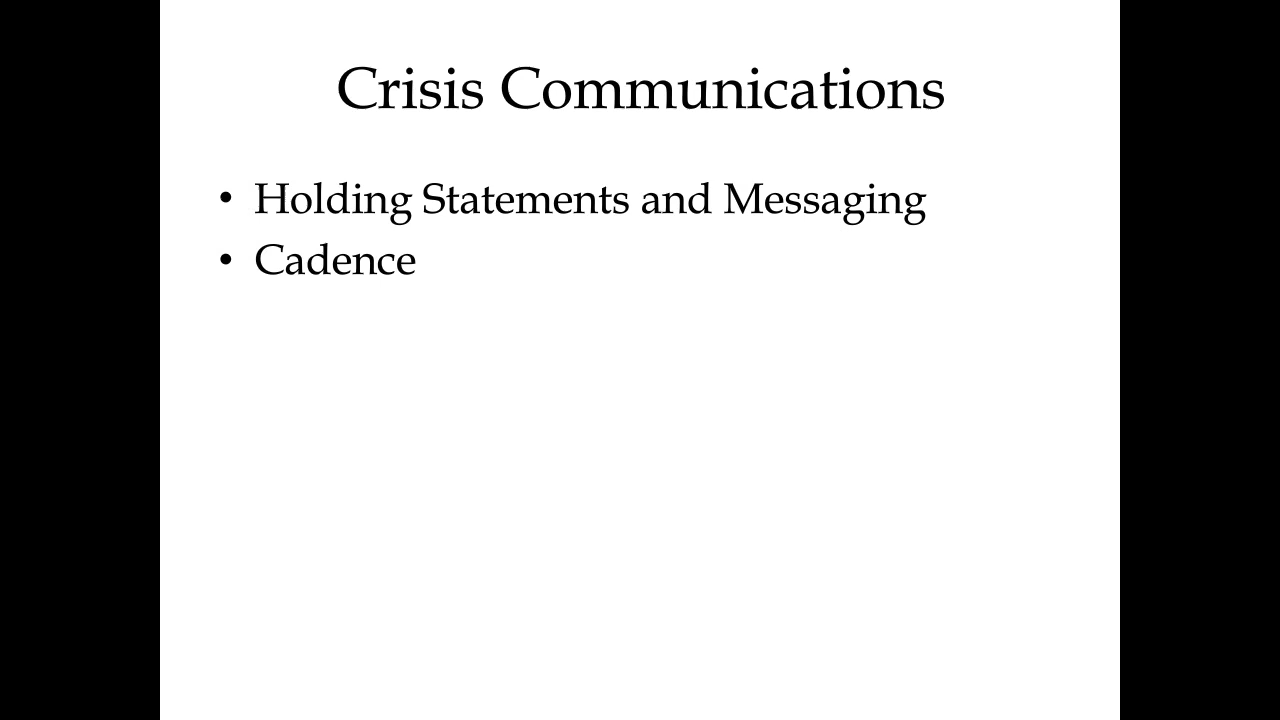 Crisis Communications
• Holding Statements and Messaging
• Cadence